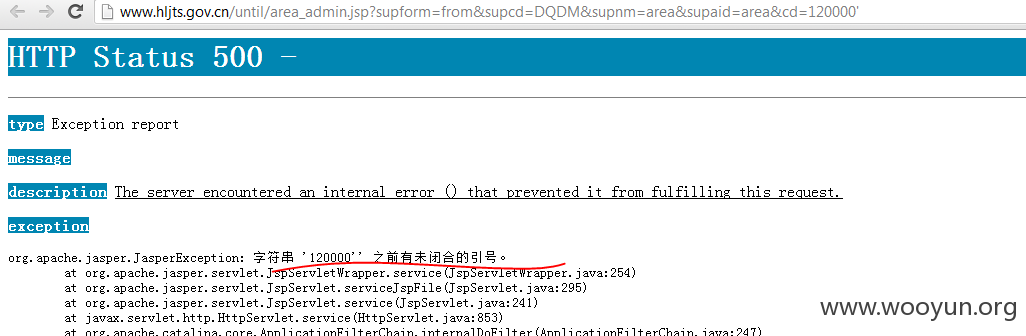 www.hljts.gov.cn/until/area_admin.jsp?supform=from&supcd=DQDM&supnm=area&supaid=area&cd=120000'
HTTP Status 500 -
type Exception report
message
description The server encountered an internal error () that prevented it from fulfilling this request.
exception
org.apache.jasper.JasperException: 字符串 '120000'' 之前有未闭合的引号。
at org.apache.jasper.servlet.JspServletWrapper.service(JspServletWrapper.java:254)
at org.apache.jasper.servlet.JspServlet.serviceJspFile(JspServlet.java:295)
at org.apache.jasper.servlet.JspServlet.service(JspServlet.java:241)
at javax.servlet.http.HttpServlet.service(HttpServlet.java:853)
at org.apache.catalina.core.ApplicationFilterChain.internalDoFilter(ApplicationFilterChain.java:247)
www.wooyun.org